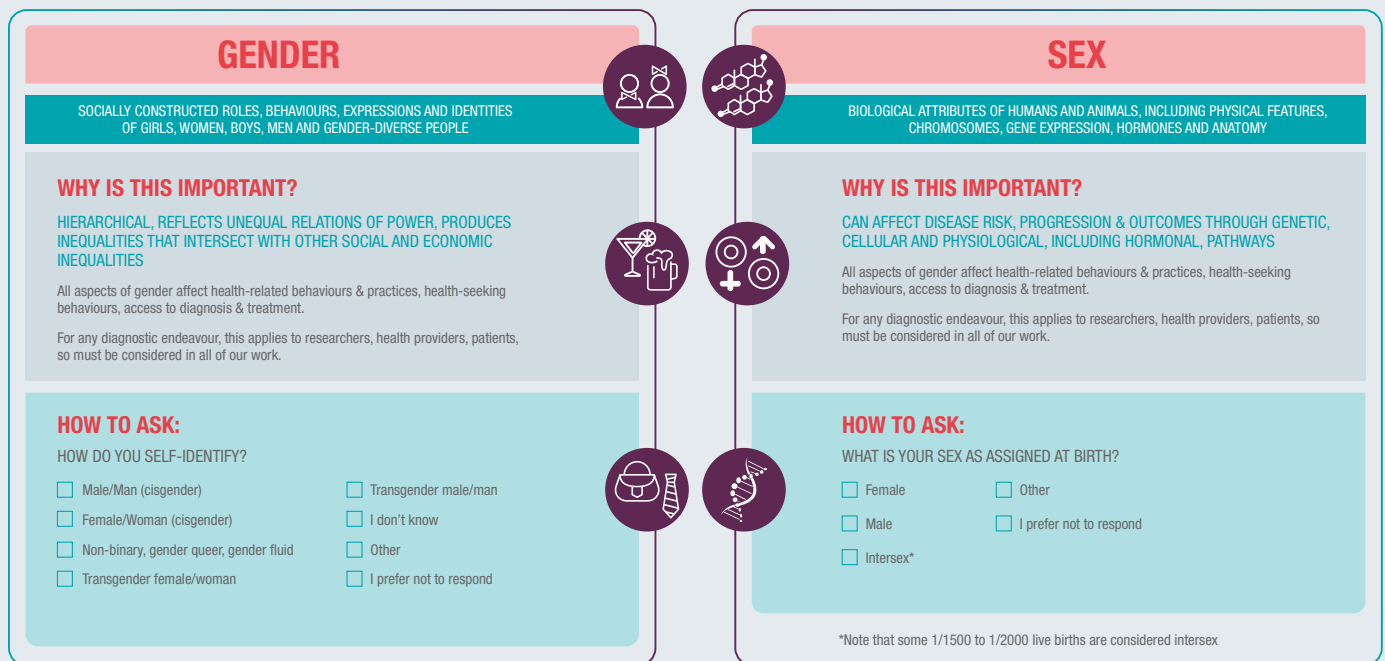 GENDER
SOCIALLY CONSTRUCTED ROLES, BEHAVIOURS, EXPRESSIONS AND IDENTITIES
OF GIRLS, WOMEN, BOYS, MEN AND GENDER-DIVERSE PEOPLE
WHY IS THIS IMPORTANT?
HIERARCHICAL, REFLECTS UNEQUAL RELATIONS OF POWER, PRODUCES
INEQUALITIES THAT INTERSECT WITH OTHER SOCIAL AND ECONOMIC
INEQUALITIES
All aspects of gender affect health-related behaviours & practices, health-seeking
behaviours, access to diagnosis & treatment.
For any diagnostic endeavour, this applies to researchers, health providers, patients,
so must be considered in all of our work.
HOW TO ASK:
HOW DO YOU SELF-IDENTIFY?
Male/Man (cisgender)
Female/Woman (cisgender)
Non-binary, gender queer, gender fluid
Transgender female/woman
Transgender male/man
I don't know
Other
I prefer not to respond
SEX
BIOLOGICAL ATTRIBUTES OF HUMANS AND ANIMALS, INCLUDING PHYSICAL FEATURES,
CHROMOSOMES, GENE EXPRESSION, HORMONES AND ANATOMY
WHY IS THIS IMPORTANT?
CAN AFFECT DISEASE RISK, PROGRESSION & OUTCOMES THROUGH GENETIC,
CELLULAR AND PHYSIOLOGICAL, INCLUDING HORMONAL, PATHWAYS
All aspects of gender affect health-related behaviours & practices, health-seeking
behaviours, access to diagnosis & treatment.
For any diagnostic endeavour, this applies to researchers, health providers, patients, so
must be considered in all of our work.
HOW TO ASK:
WHAT IS YOUR SEX AS ASSIGNED AT BIRTH?
Female
Male
Intersex*
Other
I prefer not to respond
*Note that some 1/1500 to 1/2000 live births are considered intersex